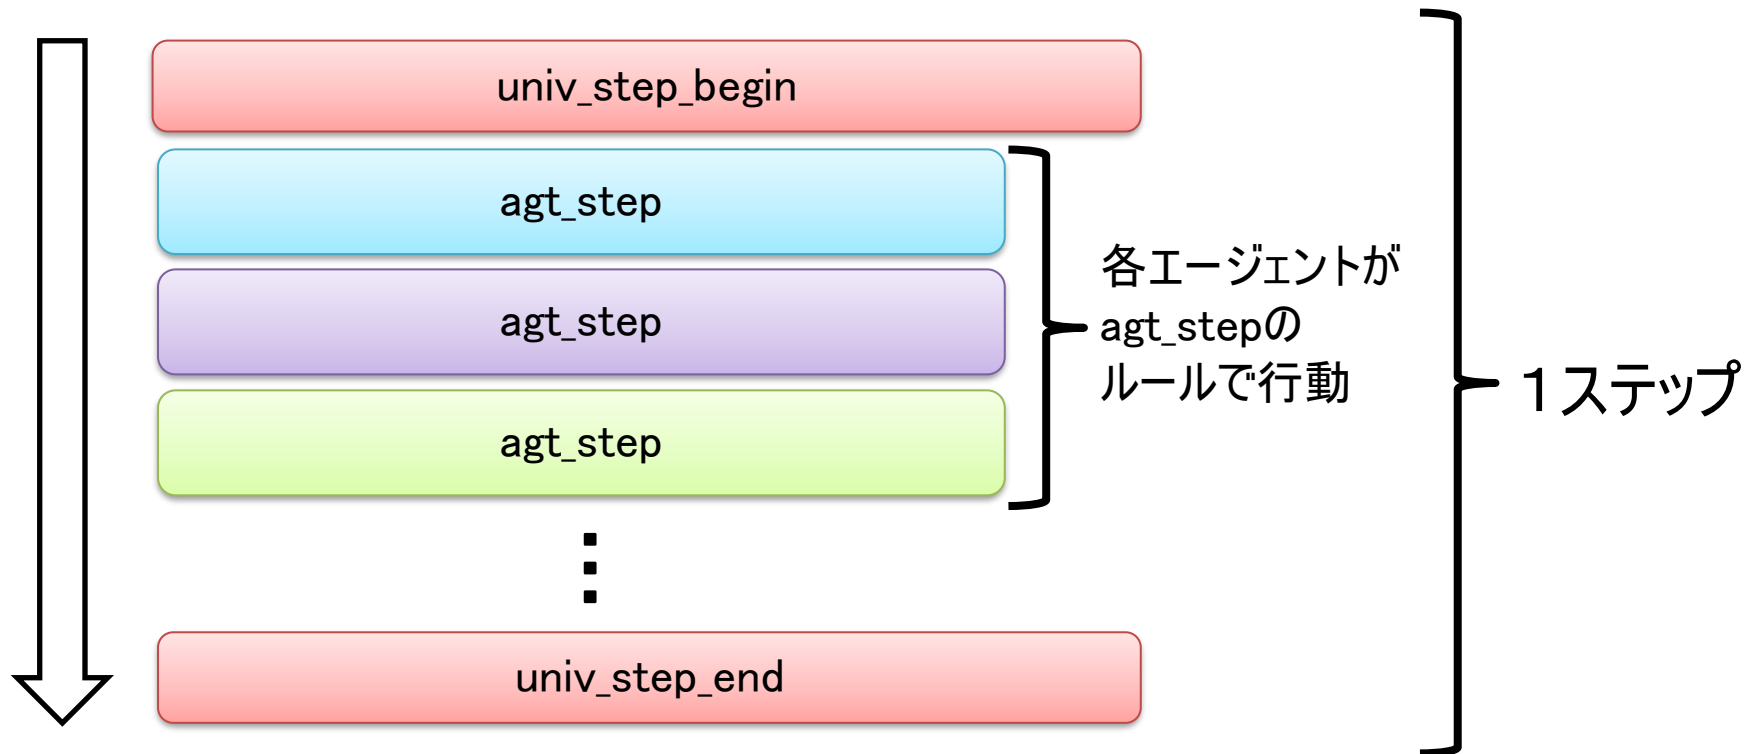 univ_step_begin
agt_step
agt_step
agt_step
各エージェントが
agt_stepの
ルールで行動
1ステップ
univ_step_end